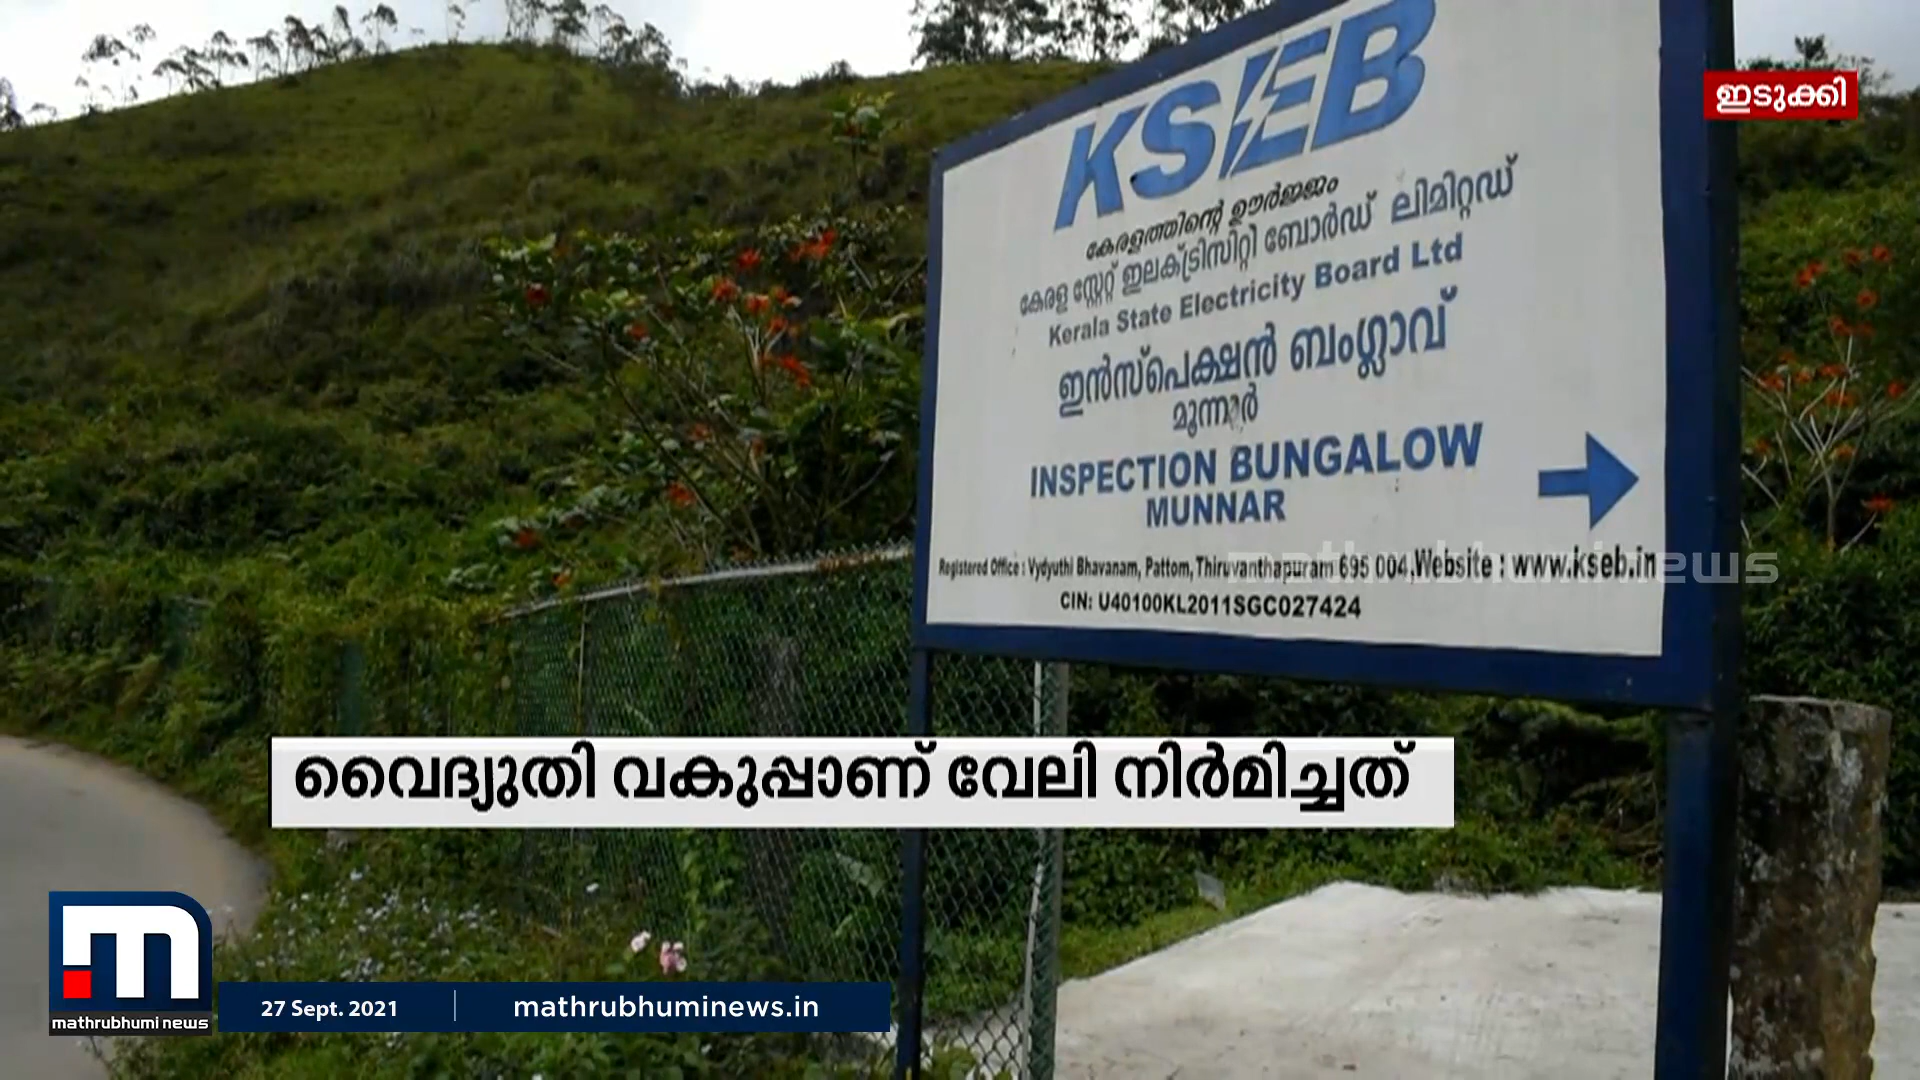 ഇടുക്കി
KSEB
കേരളത്തിന്റെ ഊർജ്ജം
കേരള സ്റ്റേറ്റ് ഇലക്ട്രിസിറ്റി ബോർഡ് ലിമിറ്റഡ്
Kerala State Electricity Board Ltd
ഇൻസ്പെക്ഷൻ ബംഗ്ലാവ്
മൂന്നാർ
INSPECTION BUNGALOW
MUNNAR
mathrubhuminews
Registered Office : Vydyuthi Bhavanam, Pattom, Thiruvanthapuram 695 004,Website : www.kseb.in
CIN: U40100KL2011SGC027424
വൈദ്യുതി വകുപ്പാണ് വേലി നിർമിച്ചത്
mathrubhumi news
27 Sept. 2021
mathrubhuminews.in